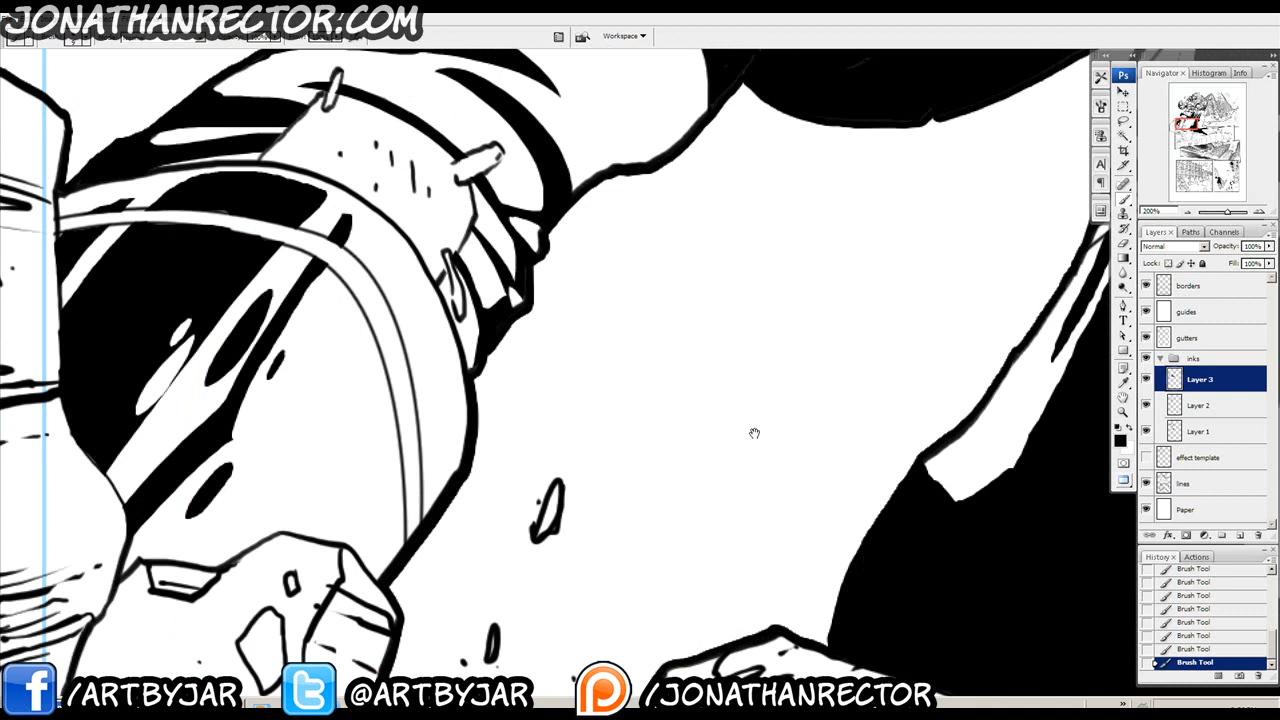 JONATHANRECTOR.COM
Workspace
Ps
Navigator × Histogram Info
200%
Layers × Paths Channels
Normal Opacity: 100%
Lock: Fill: 100%
borders
guides
gutters
inks
Layer 3
Layer 2
Layer 1
effect template
lines
Paper
fx
History × Actions
Brush Tool
Brush Tool
Brush Tool
Brush Tool
Brush Tool
Brush Tool
Brush Tool
Brush Tool
/ARTBYJAR @ARTBYJAR /JONATHANRECTOR